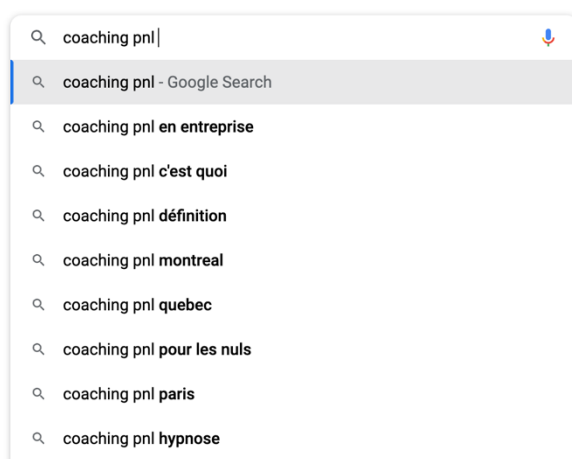 coaching pnl
coaching pnl - Google Search
coaching pnl en entreprise
coaching pnl c'est quoi
coaching pnl définition
coaching pnl montreal
coaching pnl quebec
coaching pnl pour les nuls
coaching pnl paris
coaching pnl hypnose